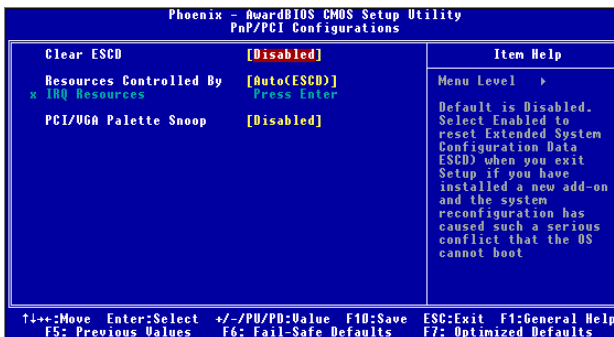 Phoenix - AwardBIOS CMOS Setup Utility
PnP/PCI Configurations
Clear ESCD [Disabled]
Resources Controlled By [Auto(ESCD)]
x IRQ Resources Press Enter
PCI/VGA Palette Snoop [Disabled]
Item Help
Menu Level ▸
Default is Disabled.
Select Enabled to
reset Extended System
Configuration Data
ESCD) when you exit
Setup if you have
installed a new add-on
and the system
reconfiguration has
caused such a serious
conflict that the OS
cannot boot
↑↓→←:Move Enter:Select +/-/PU/PD:Value F10:Save ESC:Exit F1:General Help
F5: Previous Values F6: Fail-Safe Defaults F7: Optimized Defaults